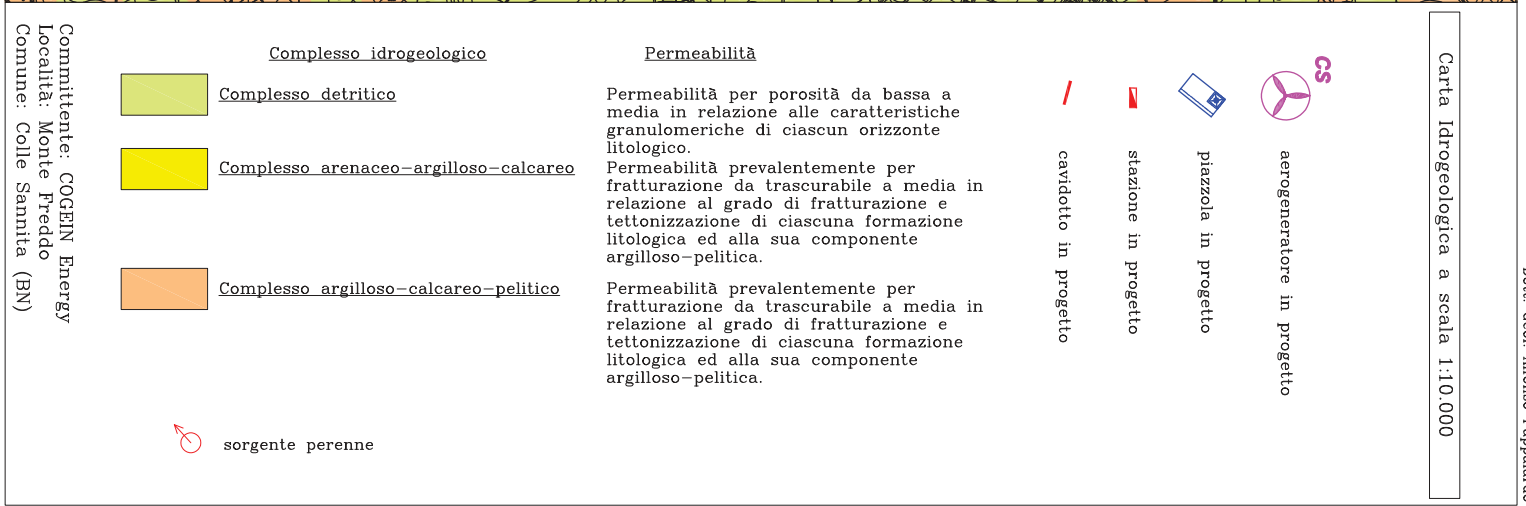 Committente: COGEIN Energy
Località: Monte Freddo
Comune: Colle Sannita (BN)
Complesso idrogeologico
Permeabilità
Complesso detritico
Permeabilità per porosità da bassa a
media in relazione alle caratteristiche
granulomeriche di ciascun orizzonte
litologico.
Complesso arenaceo-argilloso-calcareo
Permeabilità prevalentemente per
fratturazione da trascurabile a media in
relazione al grado di fratturazione e
tettonizzazione di ciascuna formazione
litologica ed alla sua componente
argilloso-pelitica.
Complesso argilloso-calcareo-pelitico
Permeabilità prevalentemente per
fratturazione da trascurabile a media in
relazione al grado di fratturazione e
tettonizzazione di ciascuna formazione
litologica ed alla sua componente
argilloso-pelitica.
sorgente perenne
cavidotto in progetto
stazione in progetto
piazzola in progetto
CS
aerogeneratore in progetto
Carta Idrogeologica a scala 1:10.000